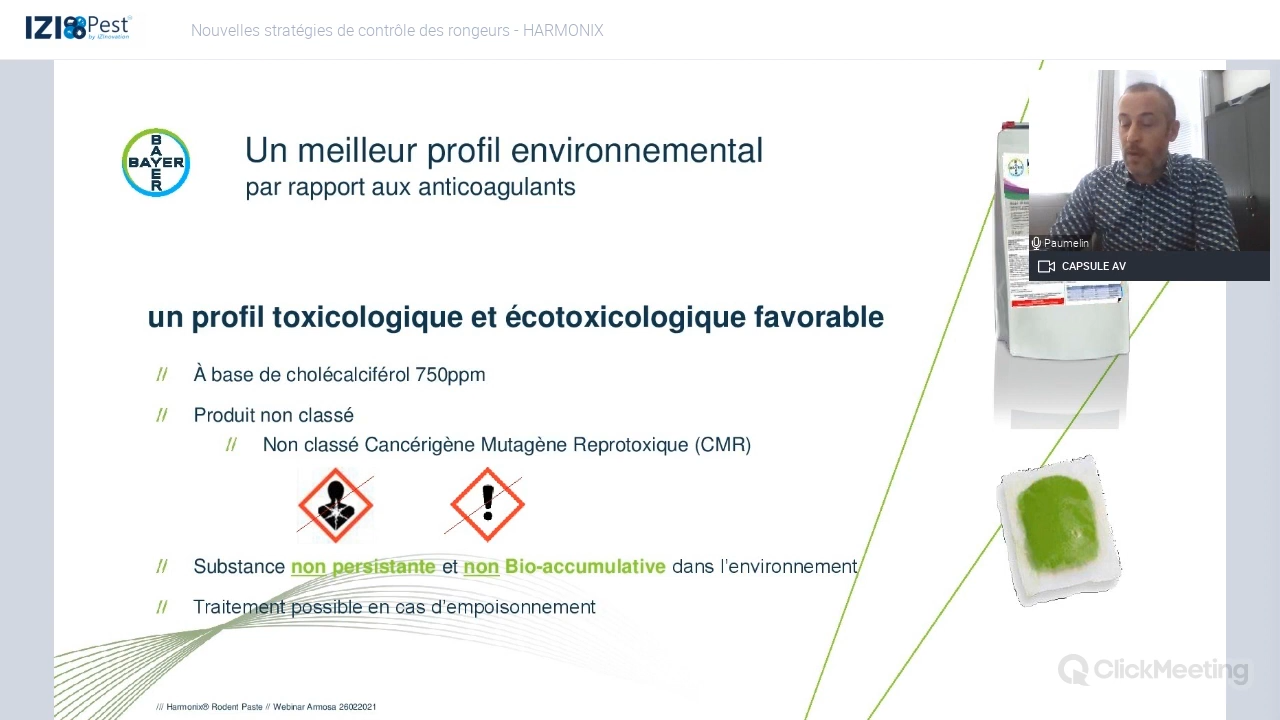 IZI Pest
by IZInovation
Nouvelles stratégies de contrôle des rongeurs - HARMONIX
BAYER
BAYER
Un meilleur profil environnemental
par rapport aux anticoagulants
Paumelin
CAPSULE AV
un profil toxicologique et écotoxicologique favorable
// À base de cholécalciférol 750ppm
// Produit non classé
// Non classé Cancérigène Mutagène Reprotoxique (CMR)
// Substance non persistante et non Bio-accumulative dans l'environnement
// Traitement possible en cas d'empoisonnement
ClickMeeting
/// Harmonix® Rodent Paste // Webinar Armosa 26022021